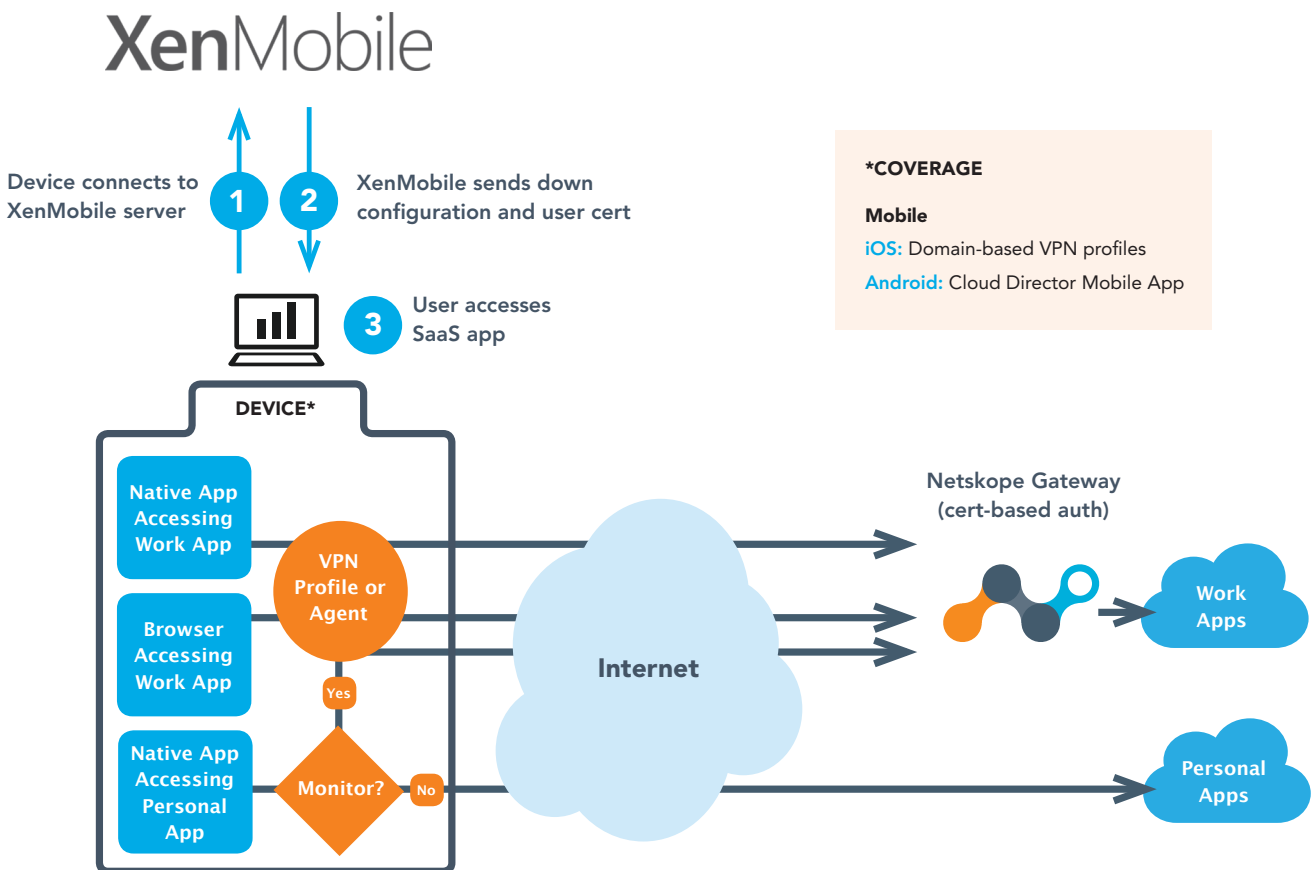 XenMobile
Device connects to
XenMobile server
1
2
XenMobile sends down
configuration and user cert
*COVERAGE
Mobile
iOS: Domain-based VPN profiles
Android: Cloud Director Mobile App
3
User accesses
SaaS app
DEVICE*
Native App
Accessing
Work App
VPN
Profile or
Agent
Browser
Accessing
Work App
Yes
Native App
Accessing
Personal
App
Monitor?
No
Internet
Netskope Gateway
(cert-based auth)
Work
Apps
Personal
Apps